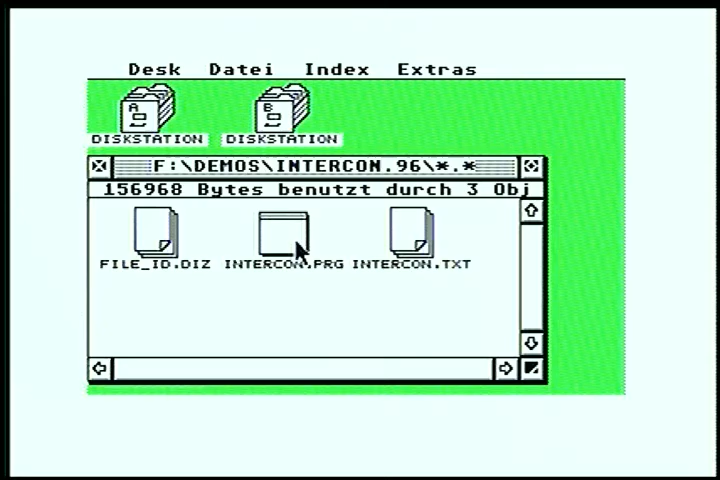 Desk Datei Index Extras
A B
DISKSTATION DISKSTATION
F:\DEMOS\INTERCON.96\*.*
156968 Bytes benutzt durch 3 Obj
FILE_ID.DIZ INTERCON.PRG INTERCON.TXT